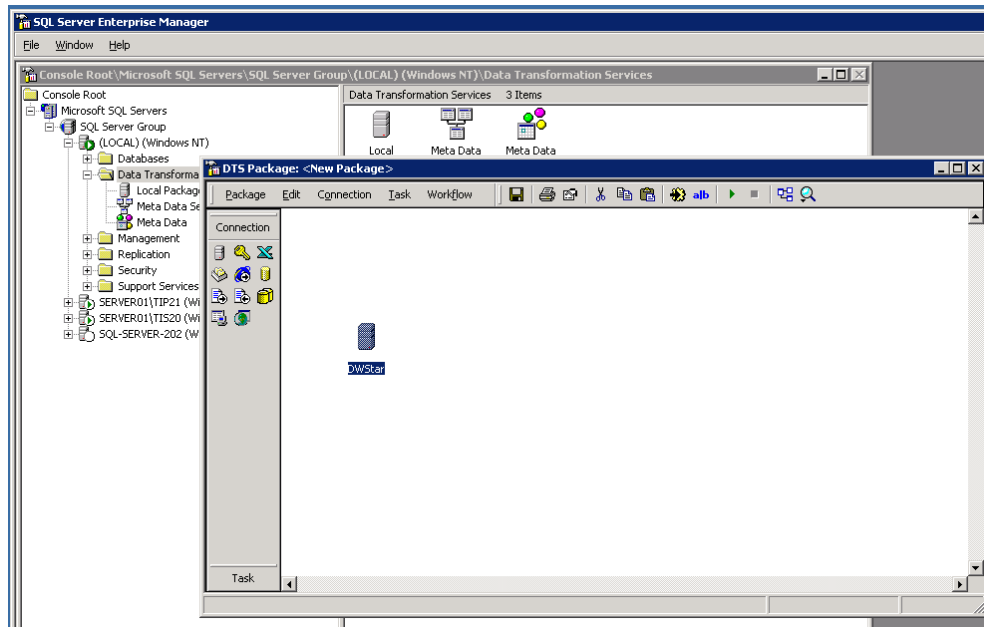 SQL Server Enterprise Manager
File Window Help
Console Root\Microsoft SQL Servers\SQL Server Group\(LOCAL) (Windows NT)\Data Transformation Services
Console Root
Microsoft SQL Servers
SQL Server Group
(LOCAL) (Windows NT)
Databases
Data Transforma
Local Packag
Meta Data Se
Meta Data
Management
Replication
Security
Support Services
SERVER01\TIP21 (Wi
SERVER01\TIS20 (Wi
SQL-SERVER-202 (W
Data Transformation Services 3 Items
Local Meta Data Meta Data
DTS Package: <New Package>
Package Edit Connection Task Workflow a|b
Connection
DWStar
Task